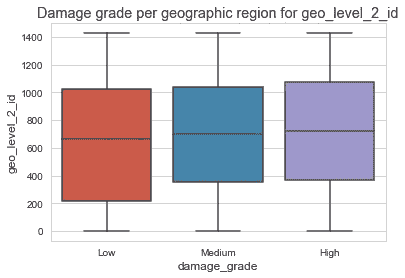 Damage grade per geographic region for geo_level_2_id
1400
1200
1000
800
600
400
200
0
geo_level_2_id
Low Medium High
damage_grade